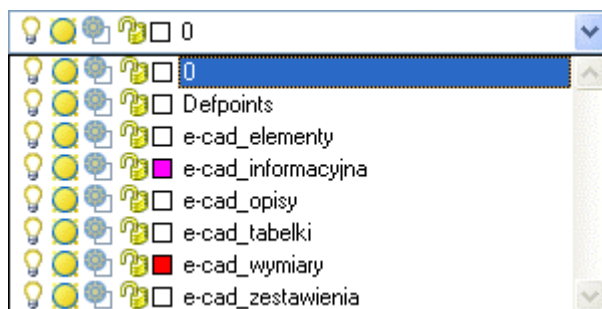 0
0
Defpoints
e-cad_elementy
e-cad_informacyjna
e-cad_opisy
e-cad_tabelki
e-cad_wymiary
e-cad_zestawienia